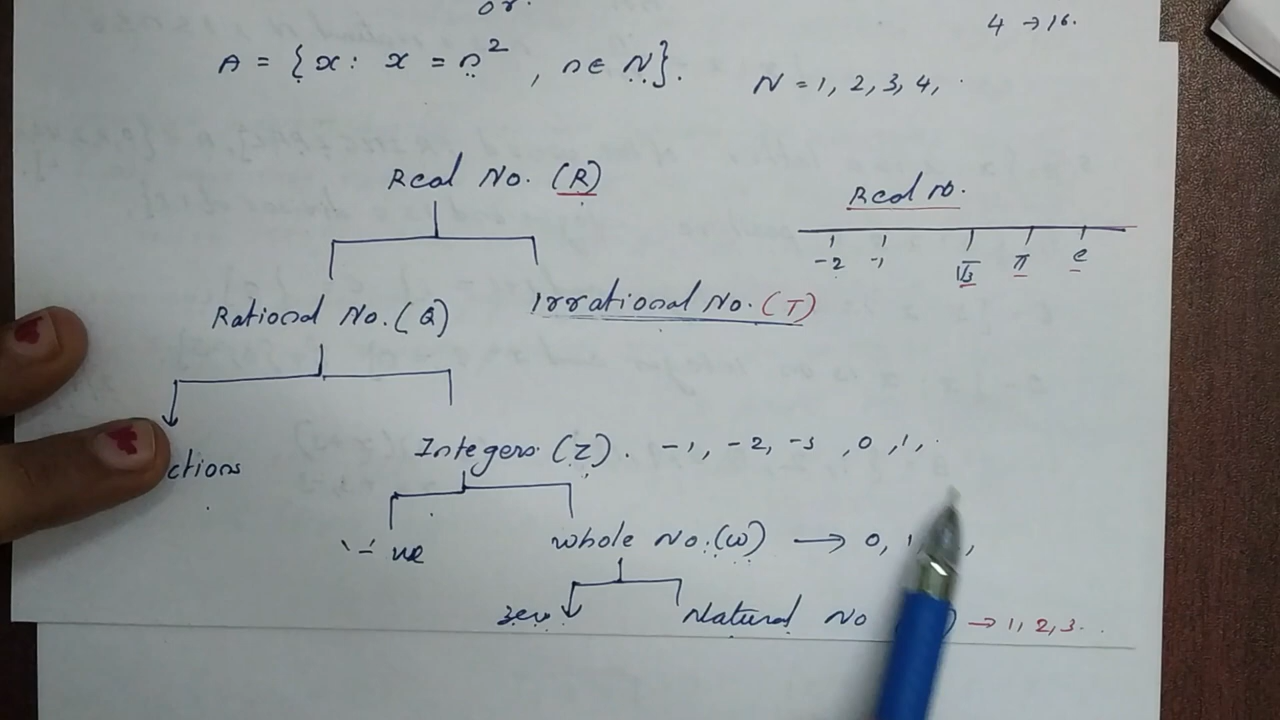 or.
4 → 16.
A = {x : x = n², n ∈ N}.
N = 1, 2, 3, 4,
Real No. (R)
Real No.
-2 -1 √3 π e
Rational No. (Q)
Irrational No. (T)
Integers (Z). -1, -2, -3, 0, 1,
ctions
'-' ve
Whole No. (W) → 0, 1
zero
Natural No → 1, 2, 3..